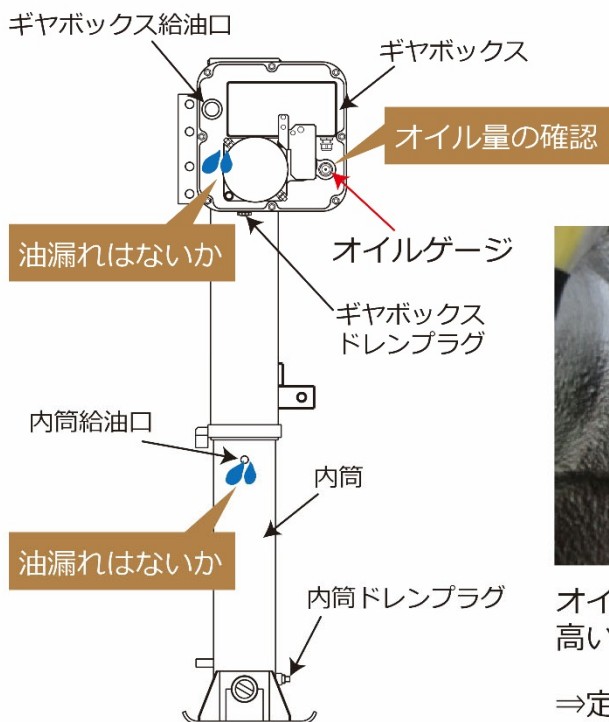 ギヤボックス給油口
ギヤボックス
オイル量の確認
油漏れはないか
オイルゲージ
ギヤボックス
ドレンプラグ
内筒給油口
内筒
油漏れはないか
内筒ドレンプラグ
オイ
高い
⇒定